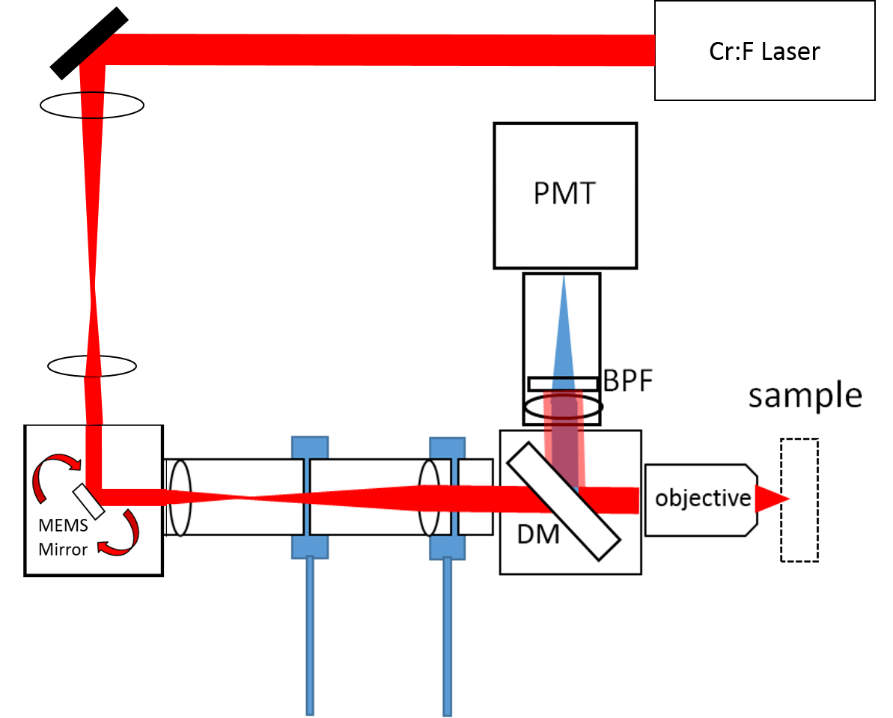 Cr:F Laser
PMT
BPF
sample
MEMS
Mirror
DM
objective